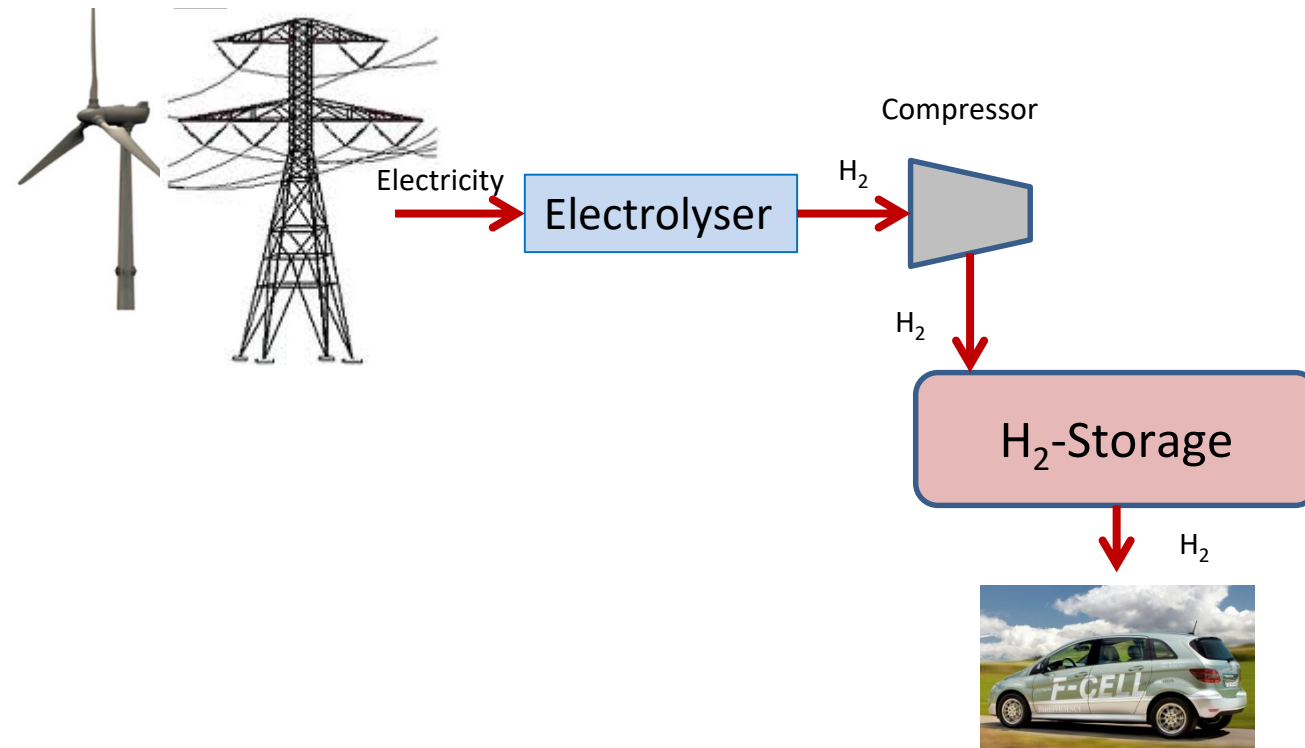 Compressor
Electricity
Electrolyser
H₂
H₂
H₂-Storage
H₂
F-CELL